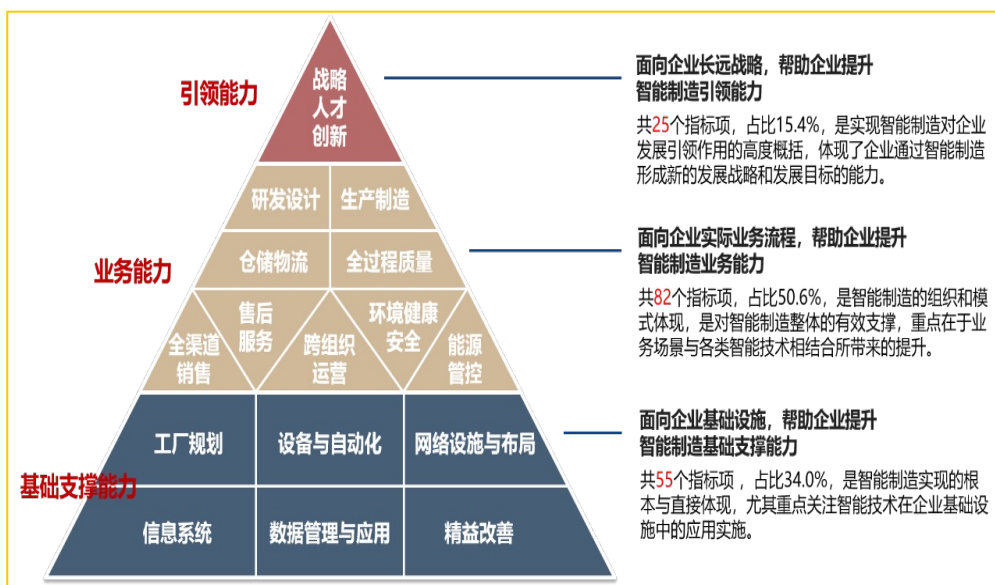 引领能力
战略
人才
创新
面向企业长远战略，帮助企业提升
智能制造引领能力
共25个指标项，占比15.4%，是实现智能制造对企业
发展引领作用的高度概括，体现了企业通过智能制造
形成新的发展战略和发展目标的能力。
业务能力
研发设计 生产制造
仓储物流 全过程质量
全渠道
销售
售后
服务
跨组织
运营
环境健康
安全
能源
管控
面向企业实际业务流程，帮助企业提升
智能制造业务能力
共82个指标项，占比50.6%，是智能制造的组织和模
式体现，是对智能制造整体的有效支撑，重点在于业
务场景与各类智能技术相结合所带来的提升。
基础支撑能力
工厂规划 设备与自动化 网络设施与布局
信息系统 数据管理与应用 精益改善
面向企业基础设施，帮助企业提升
智能制造基础支撑能力
共55个指标项 ，占比34.0%，是智能制造实现的根
本与直接体现，尤其重点关注智能技术在企业基础设
施中的应用实施。